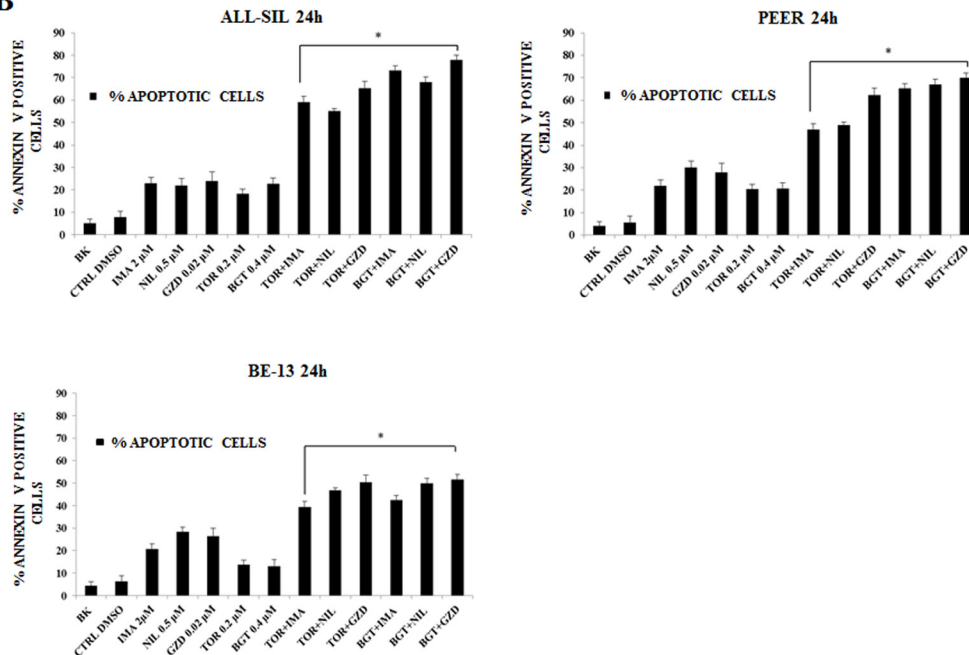 B
ALL-SIL 24h
% ANNEXIN V POSITIVE
CELLS
90
80
70
60
50
40
30
20
10
0
■ % APOPTOTIC CELLS
*
BK
CTRL DMSO
IMA 2 µM
NIL 0.5 µM
GZD 0.02 µM
TOR 0.2 µM
BGT 0.4 µM
TOR+IMA
TOR+NIL
TOR+GZD
BGT+IMA
BGT+NIL
BGT+GZD
PEER 24h
% ANNEXIN V POSITIVE
CELLS
90
80
70
60
50
40
30
20
10
0
■ % APOPTOTIC CELLS
*
BK
CTRL DMSO
IMA 2µM
NIL 0.5 µM
GZD 0.02 µM
TOR 0.2 µM
BGT 0.4 µM
TOR+IMA
TOR+NIL
TOR+GZD
BGT+IMA
BGT+NIL
BGT+GZD
BE-13 24h
% ANNEXIN V POSITIVE
CELLS
90
80
70
60
50
40
30
20
10
0
■ % APOPTOTIC CELLS
*
BK
CTRL DMSO
IMA 2µM
NIL 0.5 µM
GZD 0.02 µM
TOR 0.2 µM
BGT 0.4 µM
TOR+IMA
TOR+NIL
TOR+GZD
BGT+IMA
BGT+NIL
BGT+GZD